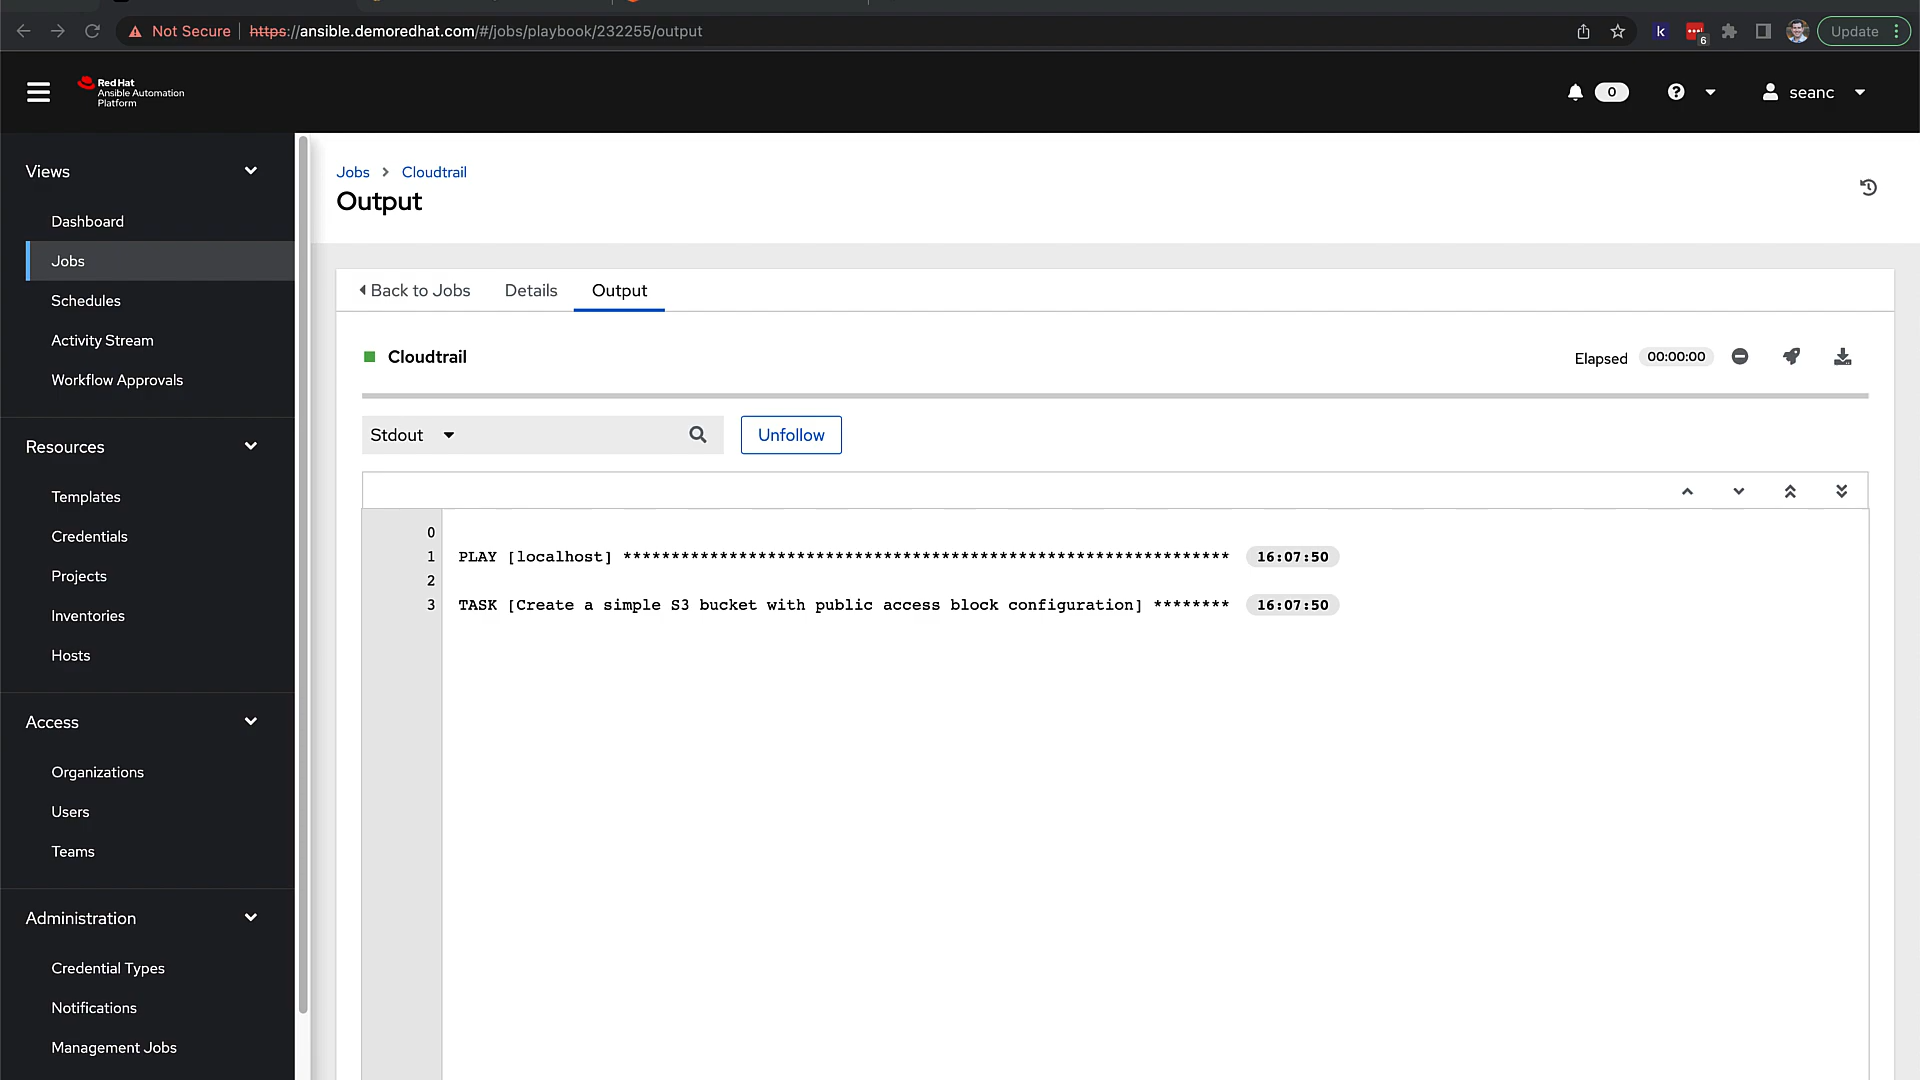 Not Secure https://ansible.demoredhat.com/#/jobs/playbook/232255/output
k
6
Update
Red Hat
Ansible Automation
Platform
0
seanc
Views
Dashboard
Jobs
Schedules
Activity Stream
Workflow Approvals
Resources
Templates
Credentials
Projects
Inventories
Hosts
Access
Organizations
Users
Teams
Administration
Credential Types
Notifications
Management Jobs
Jobs Cloudtrail
Output
Back to Jobs Details Output
Cloudtrail Elapsed 00:00:00
Stdout Unfollow
0
1 PLAY [localhost] *************************************************************** 16:07:50
2
3 TASK [Create a simple S3 bucket with public access block configuration] ******** 16:07:50